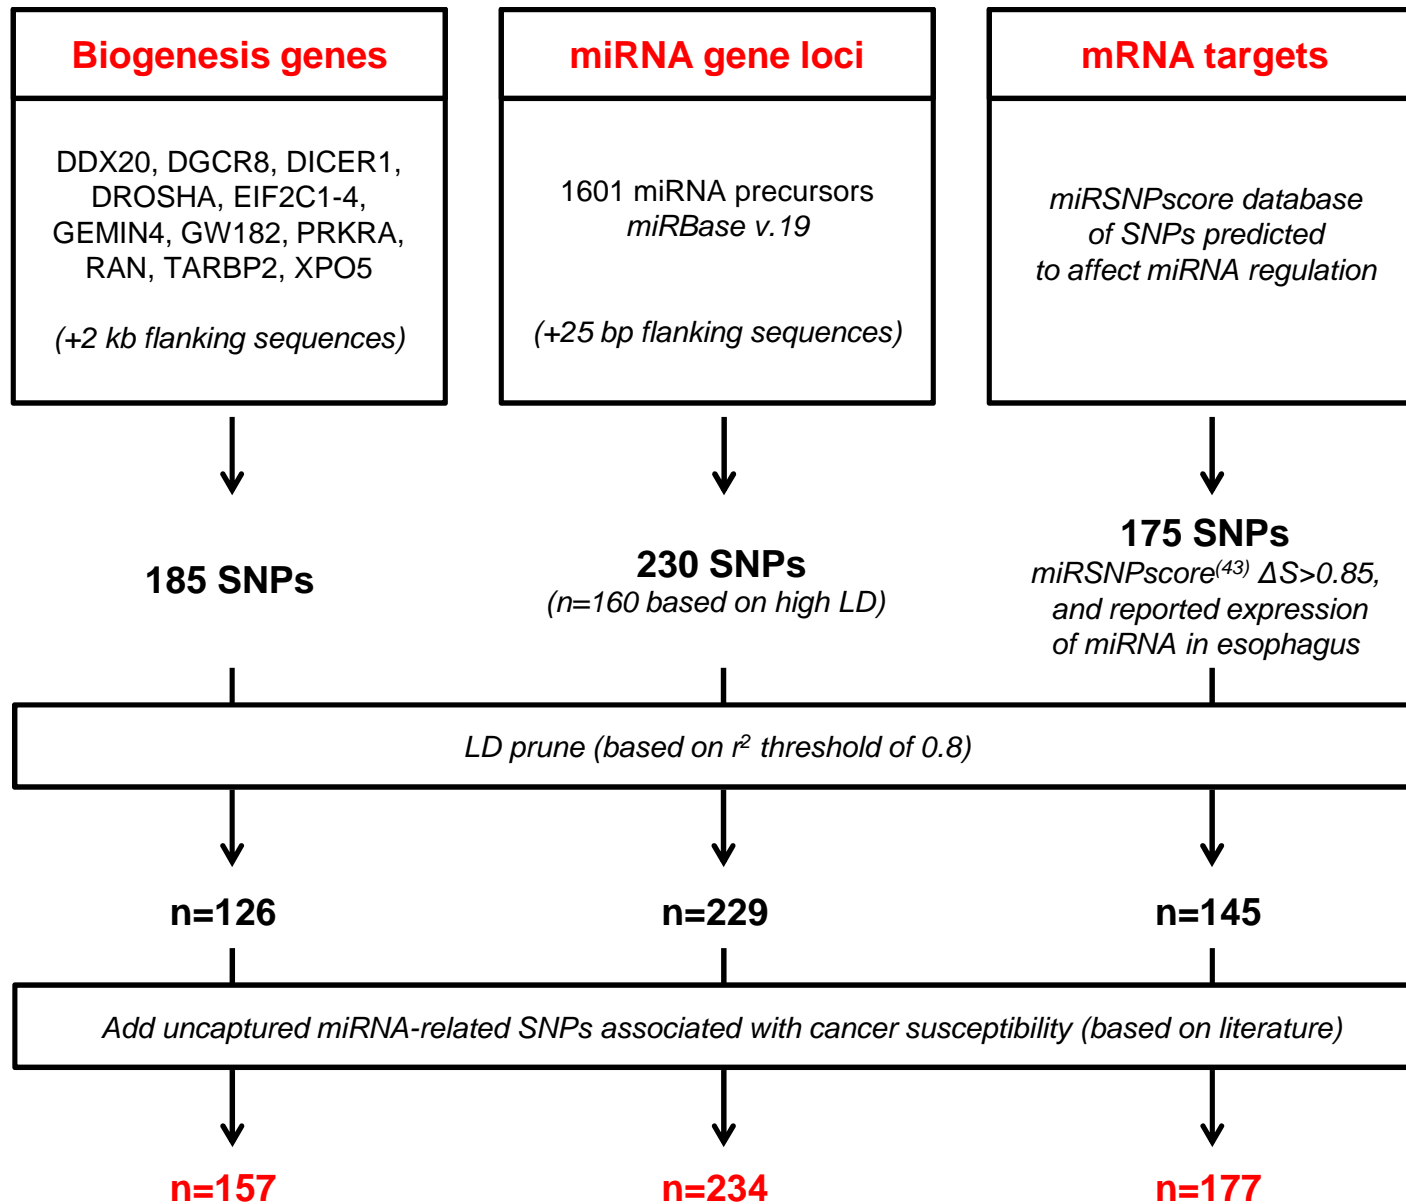 Biogenesis genes
DDX20, DGCR8, DICER1,
DROSHA, EIF2C1-4,
GEMIN4, GW182, PRKRA,
RAN, TARBP2, XPO5
(+2 kb flanking sequences)
miRNA gene loci
1601 miRNA precursors
miRBase v.19
(+25 bp flanking sequences)
mRNA targets
miRSNPscore database
of SNPs predicted
to affect miRNA regulation
185 SNPs
230 SNPs
(n=160 based on high LD)
175 SNPs
miRSNPscore(43) ΔS>0.85,
and reported expression
of miRNA in esophagus
LD prune (based on r² threshold of 0.8)
n=126
n=229
n=145
Add uncaptured miRNA-related SNPs associated with cancer susceptibility (based on literature)
n=157
n=234
n=177